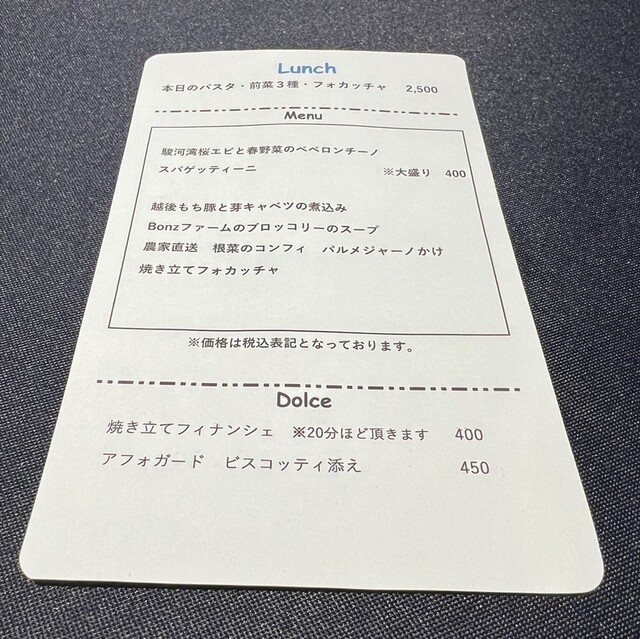 Lunch
本日のパスタ・前菜３種・フォカッチャ 2,500
Menu
駿河湾桜エビと春野菜のペペロンチーノ
スパゲッティーニ ※大盛り 400
越後もち豚と芽キャベツの煮込み
Bonzファームのブロッコリーのスープ
農家直送 根菜のコンフィ パルメジャーノかけ
焼き立てフォカッチャ
※価格は税込表記となっております。
Dolce
焼き立てフィナンシェ ※20分ほど頂きます 400
アフォガード ビスコッティ添え 450